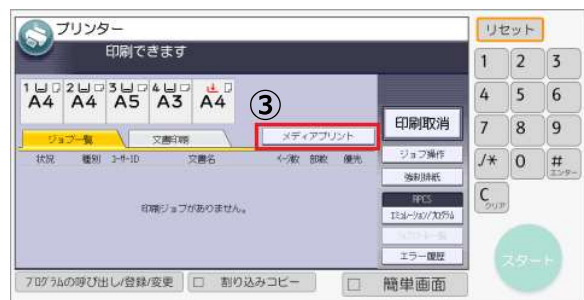 プリンター
印刷できます
リセット
1 2 3 4
A4 A4 A5 A3 A4
③
ジョブ一覧 文書印刷 メディアプリント
印刷取消
状況 種別 ユーザーID 文書名 ページ数 部数 優先
ジョブ操作
強制排紙
印刷ジョブがありません。
RPCS
エミュレーション/プログラム
エラー履歴
プログラムの呼び出し/登録/変更 割り込みコピー 簡単画面
1 2 3
4 5 6
7 8 9
./* 0 #
エンター
C
クリア
スタート